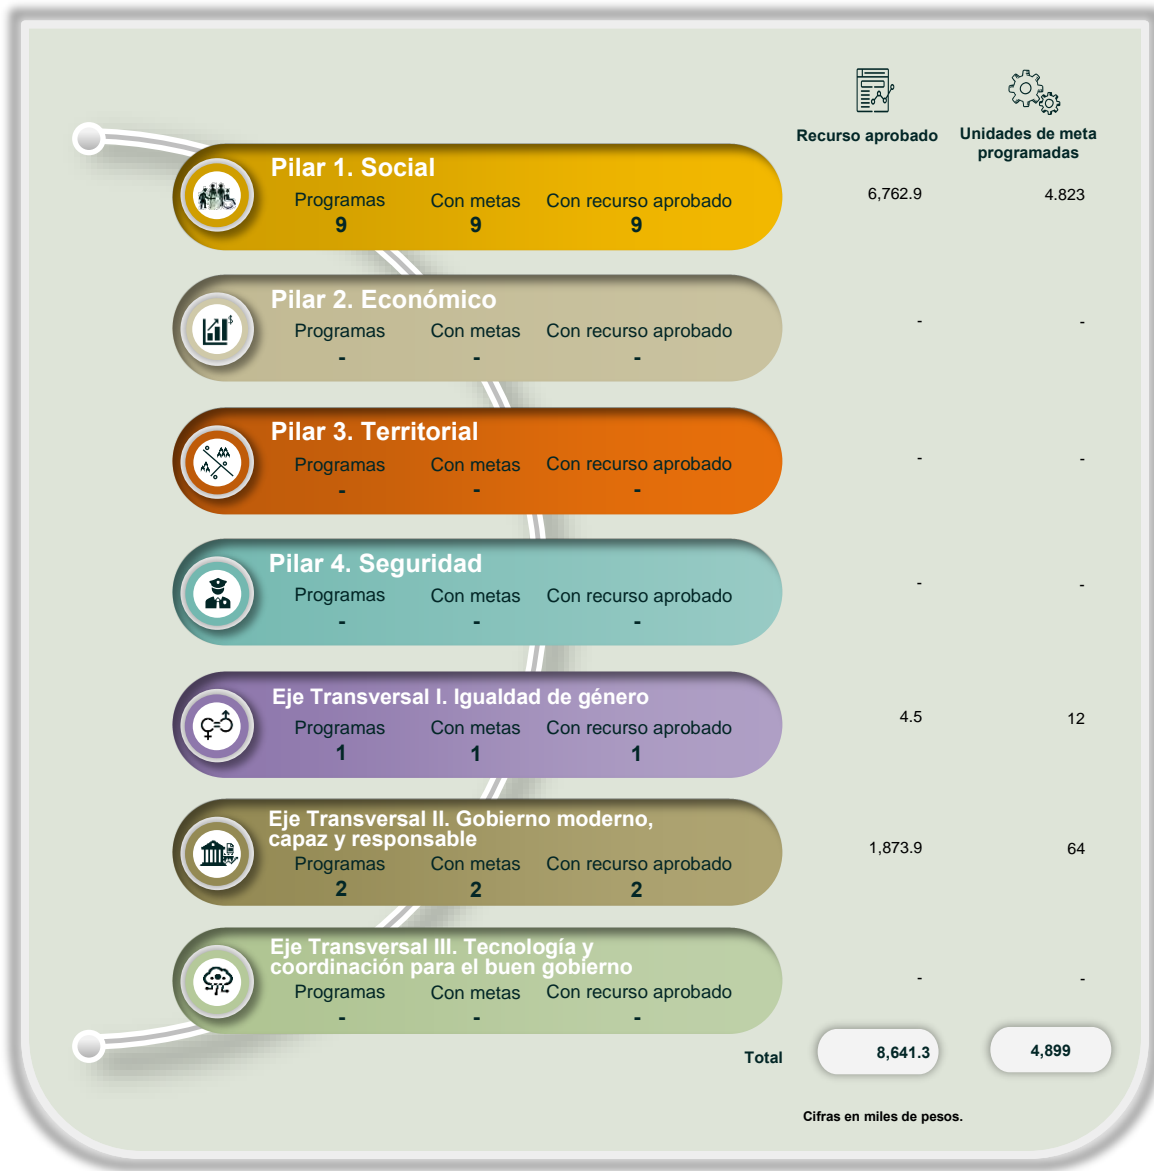 Recurso aprobado
Unidades de meta
programadas
Pilar 1. Social
Programas Con metas Con recurso aprobado
9 9 9
6,762.9 4.823
Pilar 2. Económico
Programas Con metas Con recurso aprobado
- - -
- -
Pilar 3. Territorial
Programas Con metas Con recurso aprobado
- - -
- -
Pilar 4. Seguridad
Programas Con metas Con recurso aprobado
- - -
- -
Eje Transversal I. Igualdad de género
Programas Con metas Con recurso aprobado
1 1 1
4.5 12
Eje Transversal II. Gobierno moderno,
capaz y responsable
Programas Con metas Con recurso aprobado
2 2 2
1,873.9 64
Eje Transversal III. Tecnología y
coordinación para el buen gobierno
Programas Con metas Con recurso aprobado
- - -
- -
Total 8,641.3 4,899
Cifras en miles de pesos.